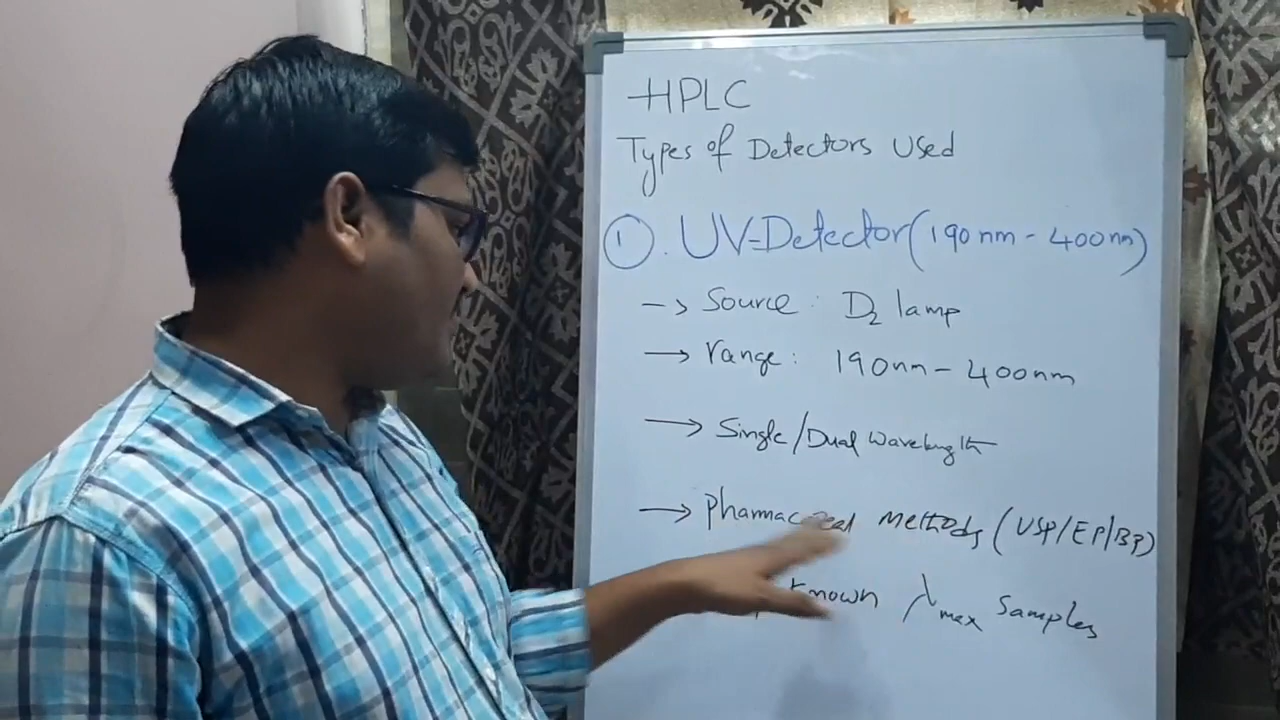 HPLC
Types of Detectors Used
1. UV-Detector (190nm - 400nm)
→ Source: D2 lamp
→ range: 190nm - 400nm
→ Single/Dual Wavelength
→ Methods (USP/EP/BP)
known λmax Samples